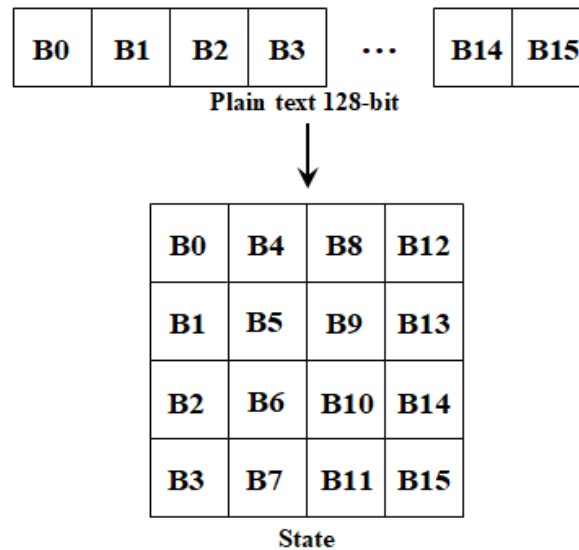 B0 B1 B2 B3 ... B14 B15
Plain text 128-bit
B0 B4 B8 B12
B1 B5 B9 B13
B2 B6 B10 B14
B3 B7 B11 B15
State